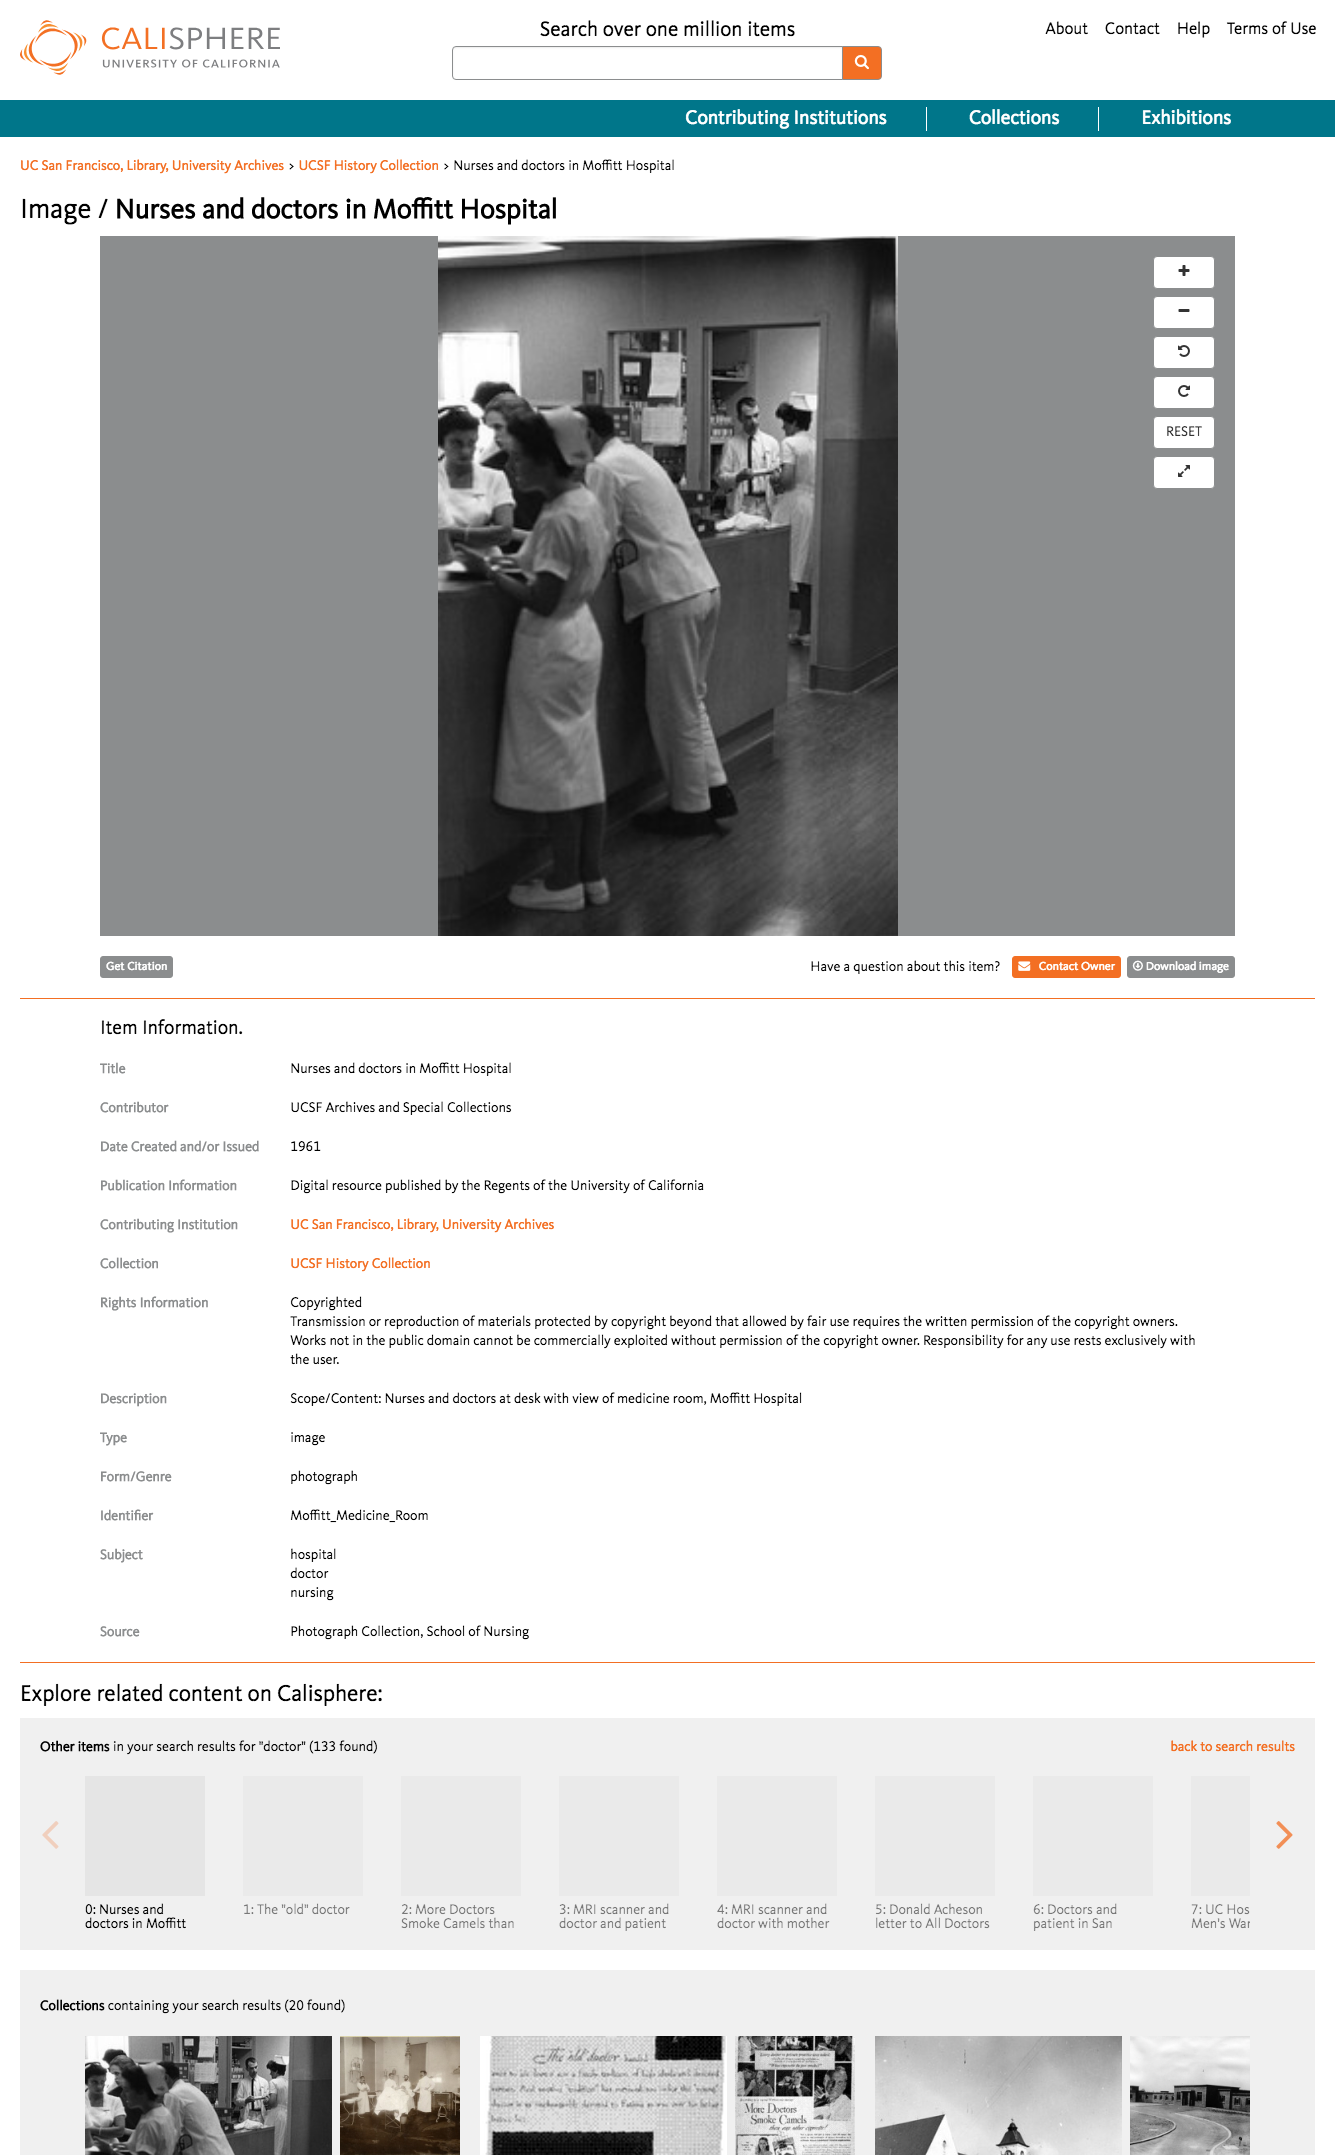 CALISPHERE
UNIVERSITY OF CALIFORNIA
Search over one million items
About Contact Help Terms of Use
Contributing Institutions Collections Exhibitions
UC San Francisco, Library, University Archives > UCSF History Collection > Nurses and doctors in Moffitt Hospital
Image / Nurses and doctors in Moffitt Hospital
RESET
Get Citation
Have a question about this item? Contact Owner Download image
Item Information.
Title Nurses and doctors in Moffitt Hospital
Contributor UCSF Archives and Special Collections
Date Created and/or Issued 1961
Publication Information Digital resource published by the Regents of the University of California
Contributing Institution UC San Francisco, Library, University Archives
Collection UCSF History Collection
Rights Information Copyrighted
Transmission or reproduction of materials protected by copyright beyond that allowed by fair use requires the written permission of the copyright owners.
Works not in the public domain cannot be commercially exploited without permission of the copyright owner. Responsibility for any use rests exclusively with
the user.
Description Scope/Content: Nurses and doctors at desk with view of medicine room, Moffitt Hospital
Type image
Form/Genre photograph
Identifier Moffitt_Medicine_Room
Subject hospital
doctor
nursing
Source Photograph Collection, School of Nursing
Explore related content on Calisphere:
Other items in your search results for "doctor" (133 found) back to search results
0: Nurses and
doctors in Moffitt
1: The "old" doctor
2: More Doctors
Smoke Camels than
3: MRI scanner and
doctor and patient
4: MRI scanner and
doctor with mother
5: Donald Acheson
letter to All Doctors
6: Doctors and
patient in San
7: UC Hos
Men's War
Collections containing your search results (20 found)
The "old" doctor
More Doctors
Smoke Camels